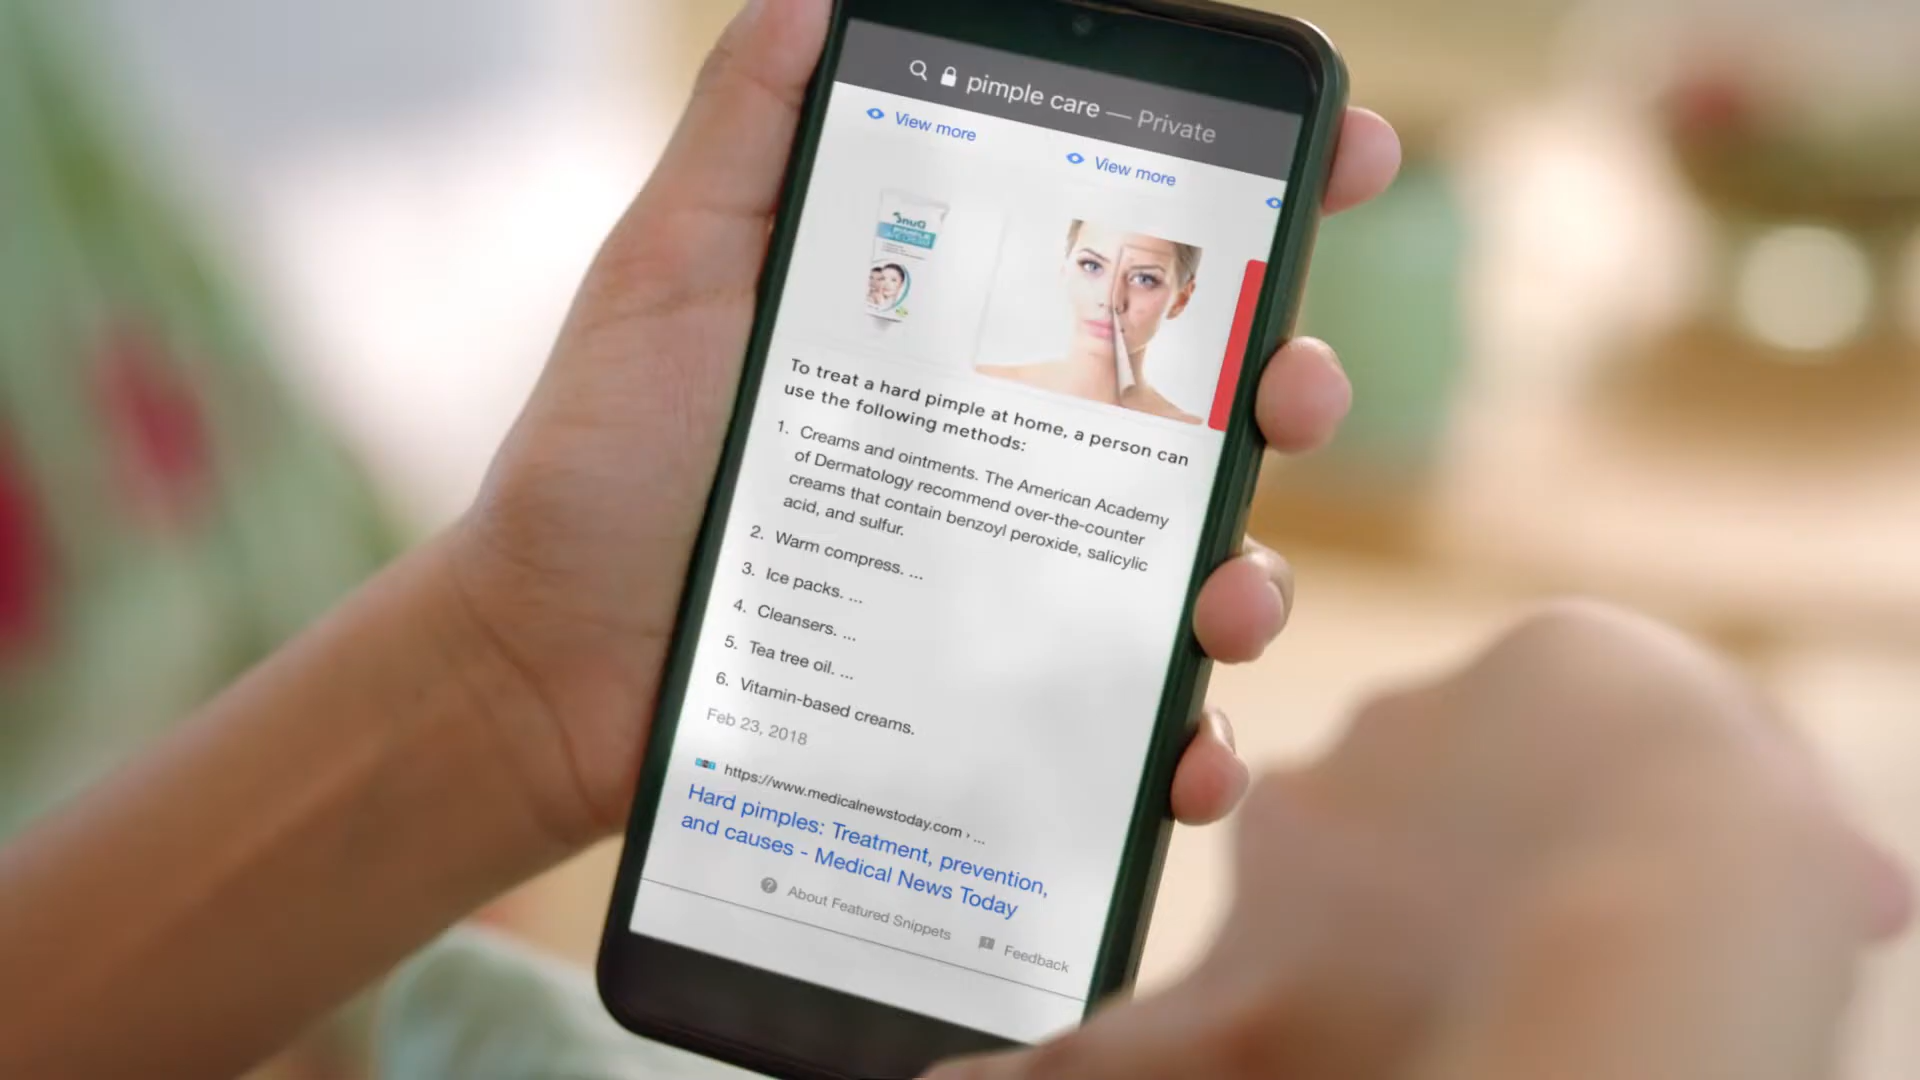 pimple care — Private
View more
View more
To treat a hard pimple at home, a person can
use the following methods:
1. Creams and ointments. The American Academy
of Dermatology recommend over-the-counter
creams that contain benzoyl peroxide, salicylic
acid, and sulfur.
2. Warm compress. ...
3. Ice packs. ...
4. Cleansers. ...
5. Tea tree oil. ...
6. Vitamin-based creams.
Feb 23, 2018
https://www.medicalnewstoday.com › ...
Hard pimples: Treatment, prevention,
and causes - Medical News Today
About Featured Snippets
Feedback